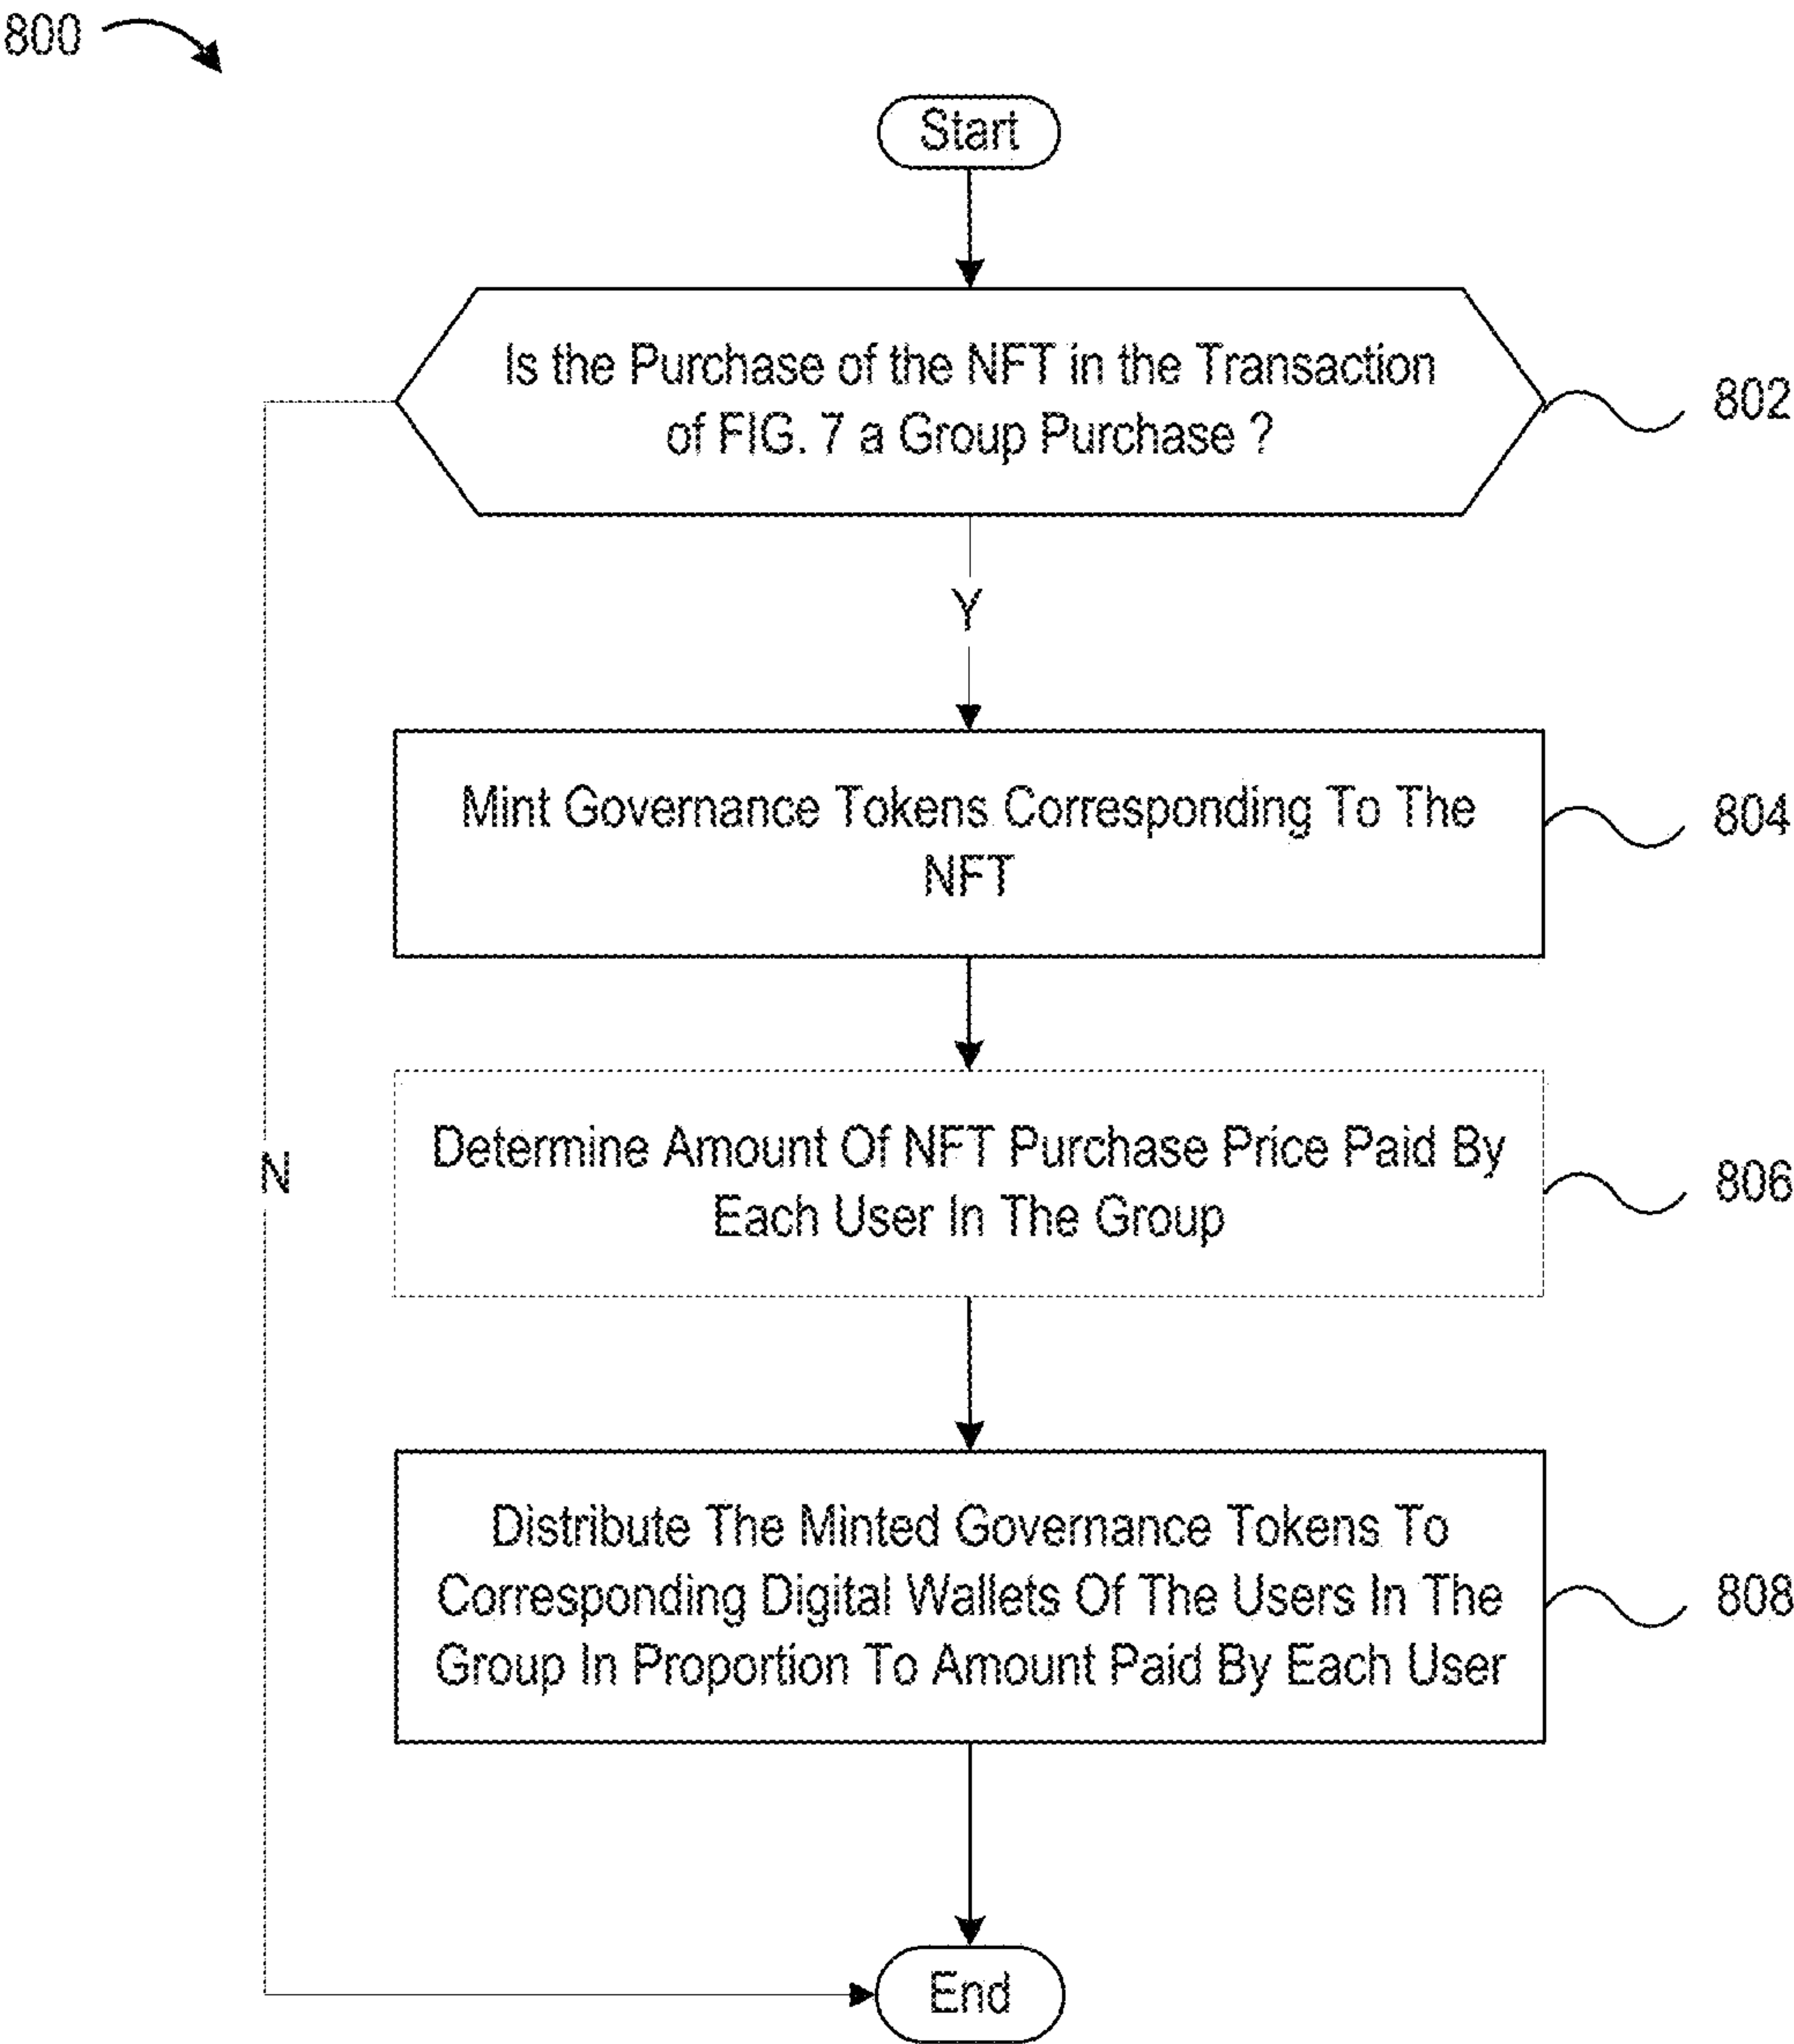 800
Start
Is the Purchase of the NFT in the Transaction
of FIG. 7 a Group Purchase ?
802
Y
Mint Governance Tokens Corresponding To The
NFT
804
Determine Amount Of NFT Purchase Price Paid By
Each User In The Group
806
N
Distribute The Minted Governance Tokens To
Corresponding Digital Wallets Of The Users In The
Group In Proportion To Amount Paid By Each User
808
End